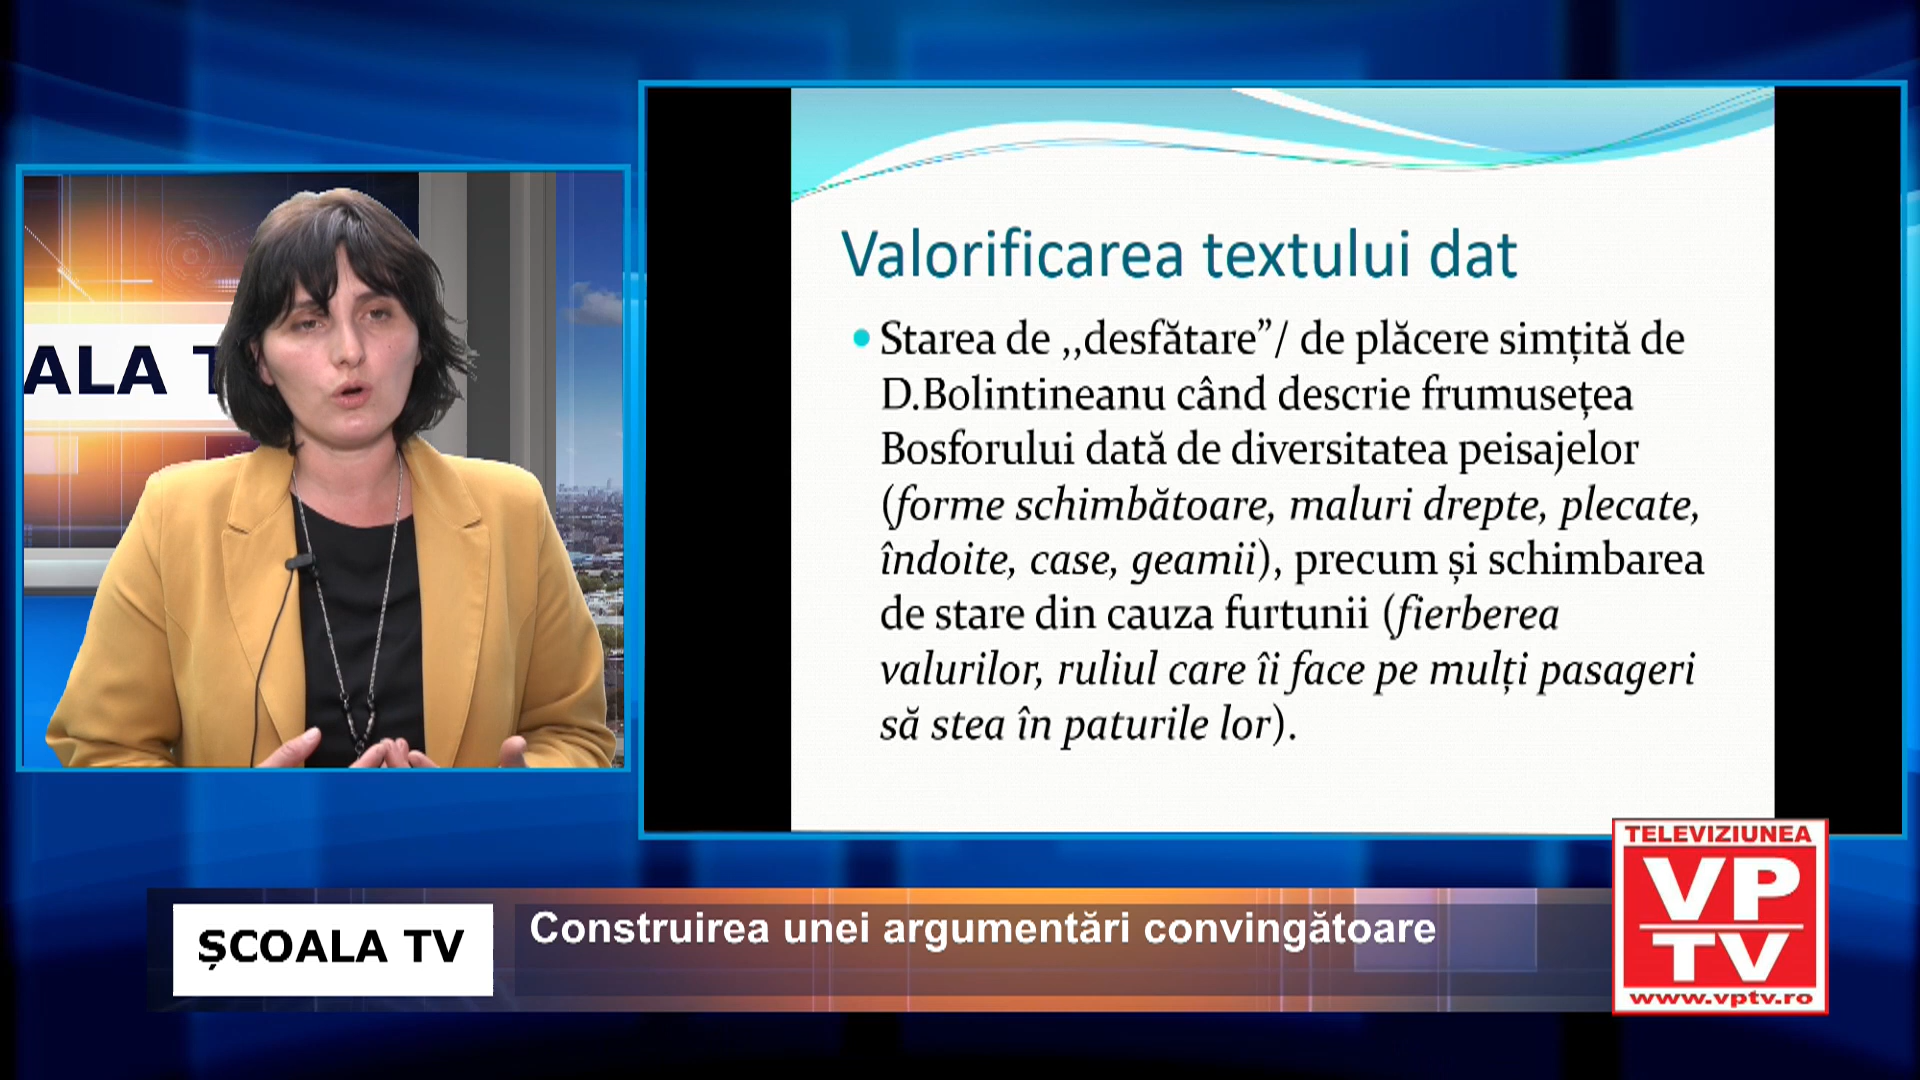 ALA T
Valorificarea textului dat
• Starea de ,,desfătare”/ de plăcere simțită de
D.Bolintineanu când descrie frumusețea
Bosforului dată de diversitatea peisajelor
(forme schimbătoare, maluri drepte, plecate,
îndoite, case, geamii), precum și schimbarea
de stare din cauza furtunii (fierberea
valurilor, ruliul care îi face pe mulți pasageri
să stea în paturile lor).
ȘCOALA TV
Construirea unei argumentări convingătoare
TELEVIZIUNEA
VP
TV
www.vptv.ro